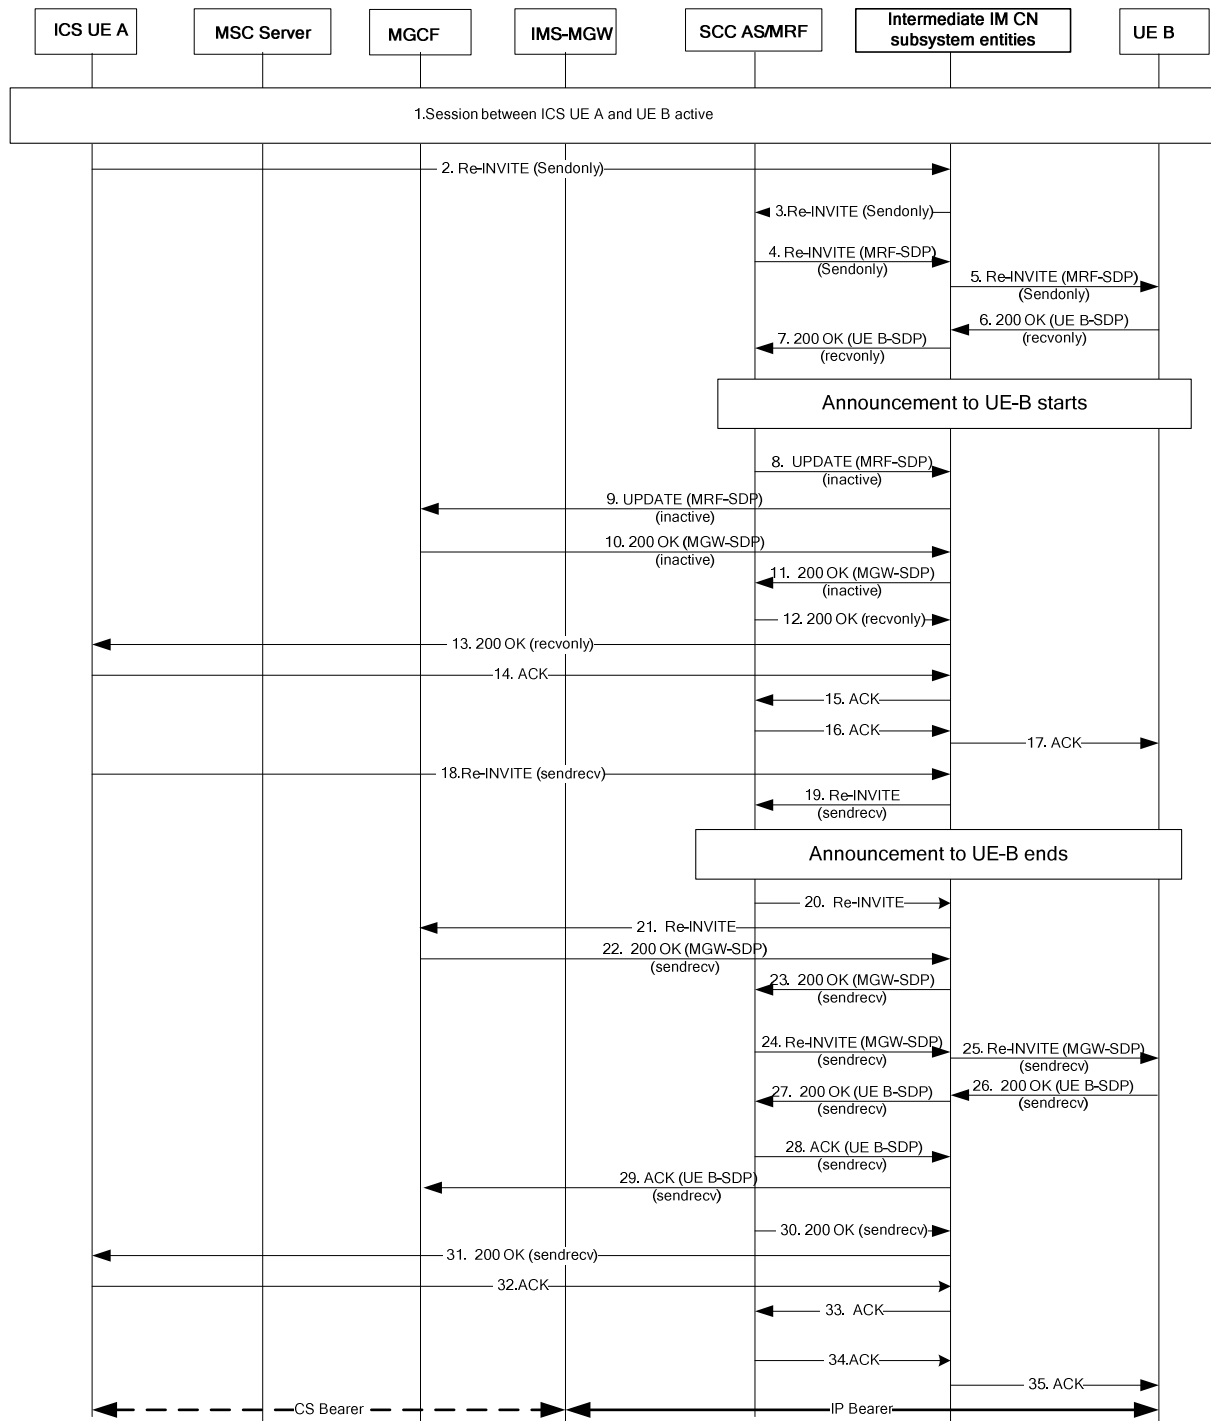 ICS UE A
MSC Server
MGCF
IMS-MGW
SCC AS/MRF
Intermediate IM CN
subsystem entities
UE B
1.Session between ICS UE A and UE B active
2. Re-INVITE (Sendonly)
3.Re-INVITE (Sendonly)
4. Re-INVITE (MRF-SDP)
(Sendonly)
5. Re-INVITE (MRF-SDP)
(Sendonly)
6. 200 OK (UE B-SDP)
(recvonly)
7. 200 OK (UE B-SDP)
(recvonly)
Announcement to UE-B starts
8. UPDATE (MRF-SDP)
(inactive)
9. UPDATE (MRF-SDP)
(inactive)
10. 200 OK (MGW-SDP)
(inactive)
11. 200 OK (MGW-SDP)
(inactive)
12. 200 OK (recvonly)
13. 200 OK (recvonly)
14. ACK
15. ACK
16. ACK
17. ACK
18.Re-INVITE (sendrecv)
19. Re-INVITE
(sendrecv)
Announcement to UE-B ends
20. Re-INVITE
21. Re-INVITE
22. 200 OK (MGW-SDP)
(sendrecv)
23. 200 OK (MGW-SDP)
(sendrecv)
24. Re-INVITE (MGW-SDP)
(sendrecv)
25. Re-INVITE (MGW-SDP)
(sendrecv)
26. 200 OK (UE B-SDP)
(sendrecv)
27. 200 OK (UE B-SDP)
(sendrecv)
28. ACK (UE B-SDP)
(sendrecv)
29. ACK (UE B-SDP)
(sendrecv)
30. 200 OK (sendrecv)
31. 200 OK (sendrecv)
32.ACK
33. ACK
34.ACK
35. ACK
CS Bearer
IP Bearer